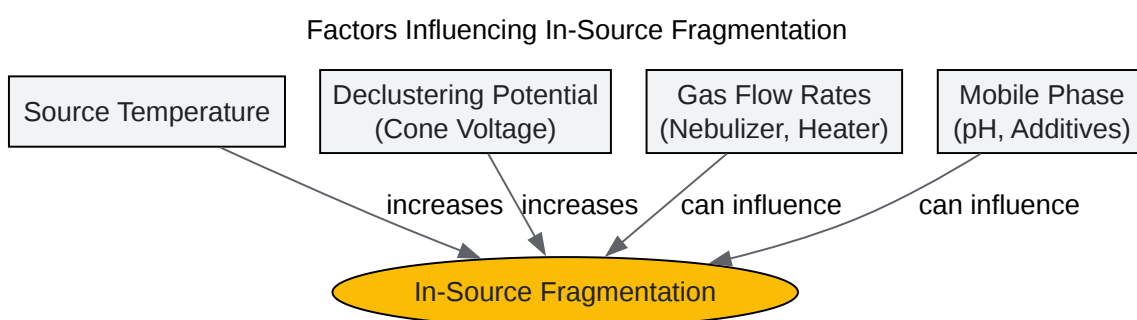 Factors Influencing In-Source Fragmentation
Source Temperature
Declustering Potential
(Cone Voltage)
Gas Flow Rates
(Nebulizer, Heater)
Mobile Phase
(pH, Additives)
increases
increases
can influence
can influence
In-Source Fragmentation